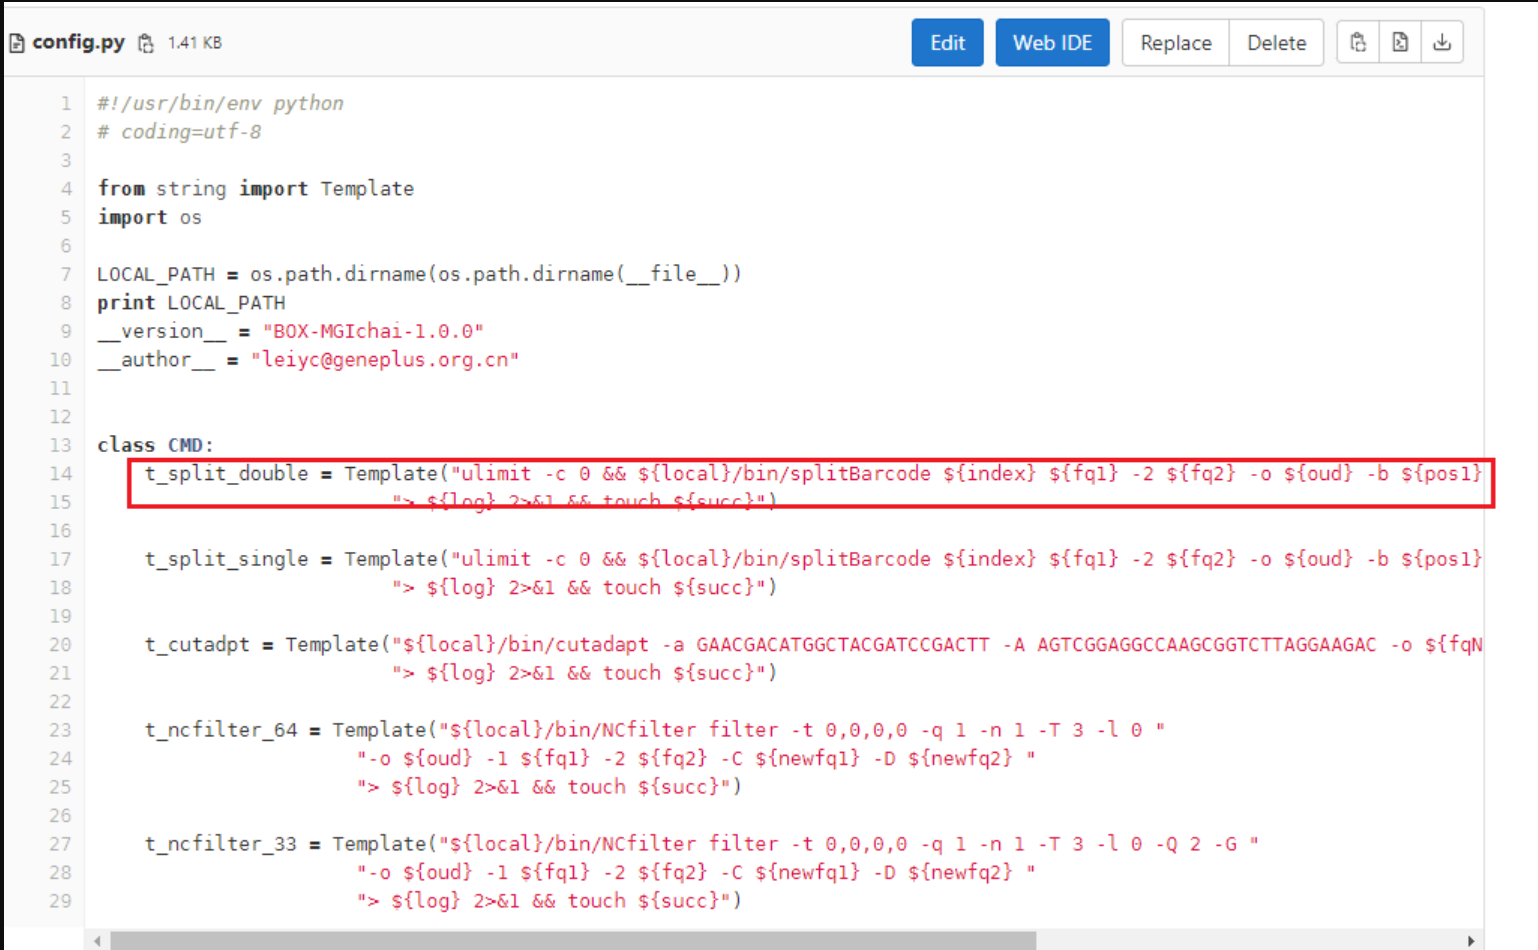 config.py 1.41 KB Edit Web IDE Replace Delete
1 #!/usr/bin/env python
2 # coding=utf-8
3
4 from string import Template
5 import os
6
7 LOCAL_PATH = os.path.dirname(os.path.dirname(__file__))
8 print LOCAL_PATH
9 __version__ = "BOX-MGIchai-1.0.0"
10 __author__ = "leiyc@geneplus.org.cn"
11
12
13 class CMD:
14 t_split_double = Template("ulimit -c 0 && ${local}/bin/splitBarcode ${index} ${fq1} -2 ${fq2} -o ${oud} -b ${pos1}
15 "> ${log} 2>&1 && touch ${succ}")
16
17 t_split_single = Template("ulimit -c 0 && ${local}/bin/splitBarcode ${index} ${fq1} -2 ${fq2} -o ${oud} -b ${pos1}
18 "> ${log} 2>&1 && touch ${succ}")
19
20 t_cutadpt = Template("${local}/bin/cutadapt -a GAACGACATGGCTACGATCCGACTT -A AGTCGGAGGCCAAGCGGTCTTAGGAAGAC -o ${fqN
21 "> ${log} 2>&1 && touch ${succ}")
22
23 t_ncfilter_64 = Template("${local}/bin/NCfilter filter -t 0,0,0,0 -q 1 -n 1 -T 3 -l 0 "
24 "-o ${oud} -1 ${fq1} -2 ${fq2} -C ${newfq1} -D ${newfq2} "
25 "> ${log} 2>&1 && touch ${succ}")
26
27 t_ncfilter_33 = Template("${local}/bin/NCfilter filter -t 0,0,0,0 -q 1 -n 1 -T 3 -l 0 -Q 2 -G "
28 "-o ${oud} -1 ${fq1} -2 ${fq2} -C ${newfq1} -D ${newfq2} "
29 "> ${log} 2>&1 && touch ${succ}")